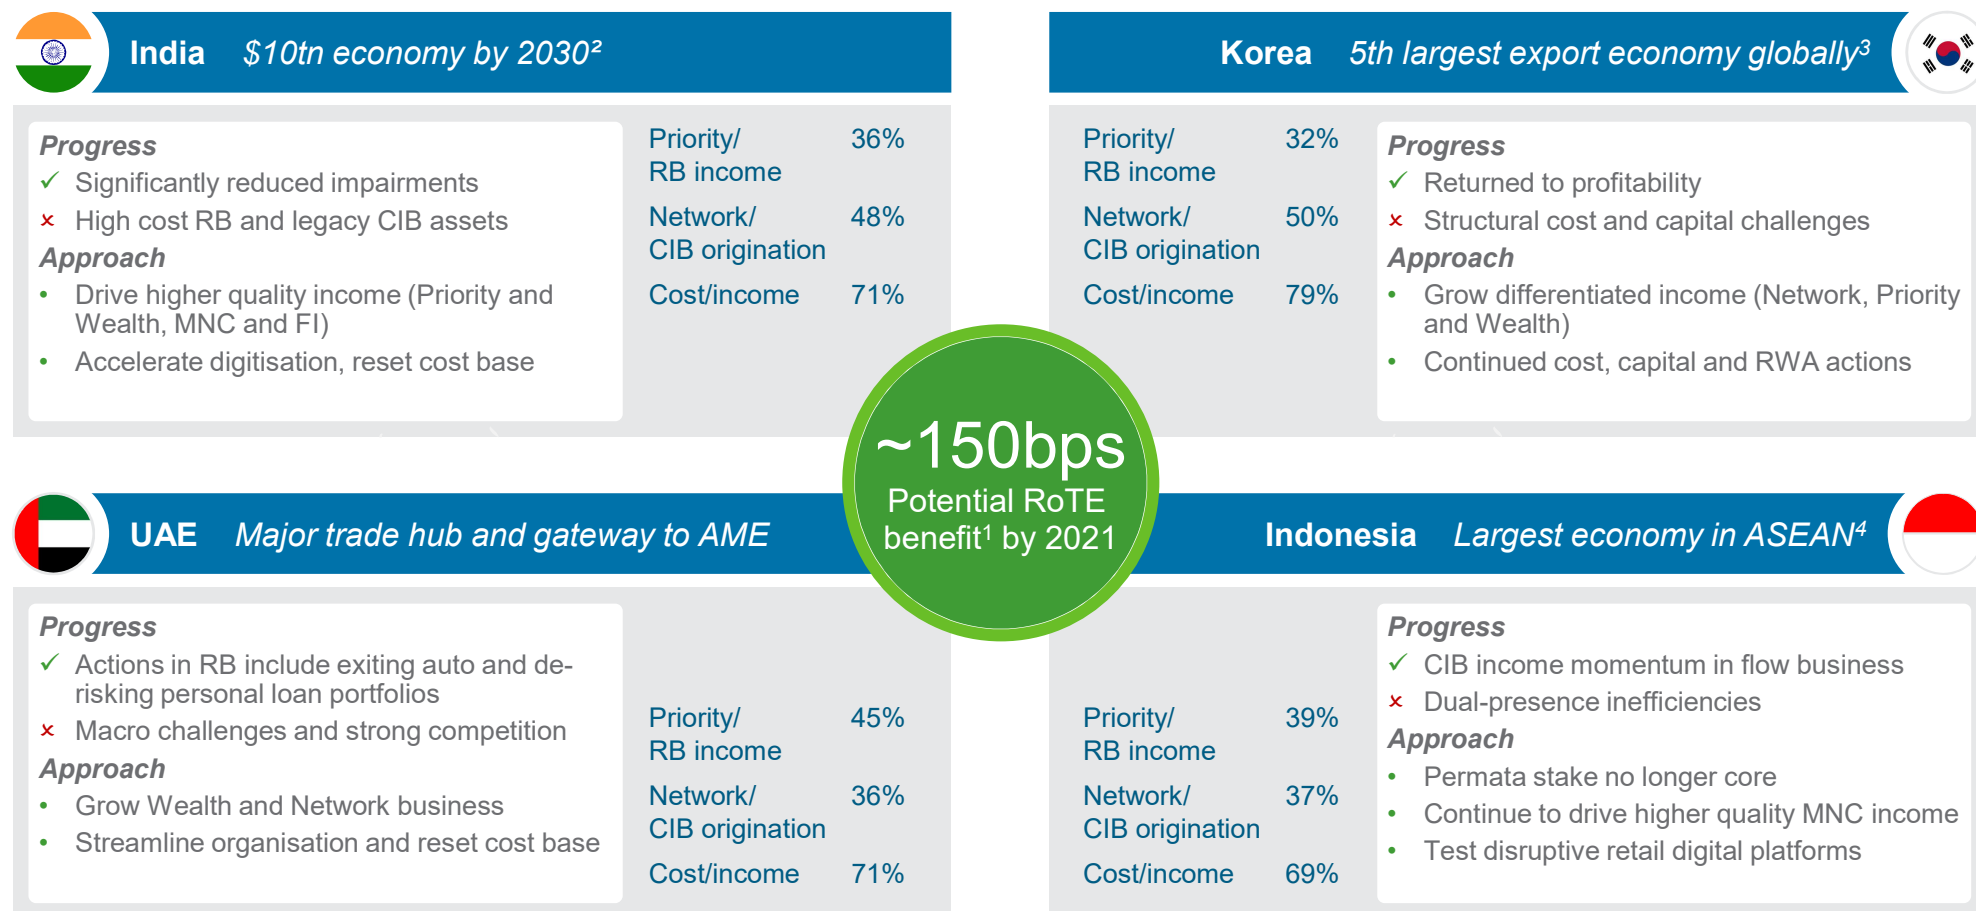 India $10tn economy by 2030²
Progress
✓ Significantly reduced impairments
× High cost RB and legacy CIB assets
Approach
• Drive higher quality income (Priority and
Wealth, MNC and FI)
• Accelerate digitisation, reset cost base
Priority/ 36%
RB income
Network/ 48%
CIB origination
Cost/income 71%
Korea 5th largest export economy globally³
Priority/ 32%
RB income
Network/ 50%
CIB origination
Cost/income 79%
Progress
✓ Returned to profitability
× Structural cost and capital challenges
Approach
• Grow differentiated income (Network, Priority
and Wealth)
• Continued cost, capital and RWA actions
~150bps
Potential RoTE
benefit¹ by 2021
UAE Major trade hub and gateway to AME
Progress
✓ Actions in RB include exiting auto and de-
risking personal loan portfolios
× Macro challenges and strong competition
Approach
• Grow Wealth and Network business
• Streamline organisation and reset cost base
Priority/ 45%
RB income
Network/ 36%
CIB origination
Cost/income 71%
Indonesia Largest economy in ASEAN⁴
Priority/ 39%
RB income
Network/ 37%
CIB origination
Cost/income 69%
Progress
✓ CIB income momentum in flow business
× Dual-presence inefficiencies
Approach
• Permata stake no longer core
• Continue to drive higher quality MNC income
• Test disruptive retail digital platforms